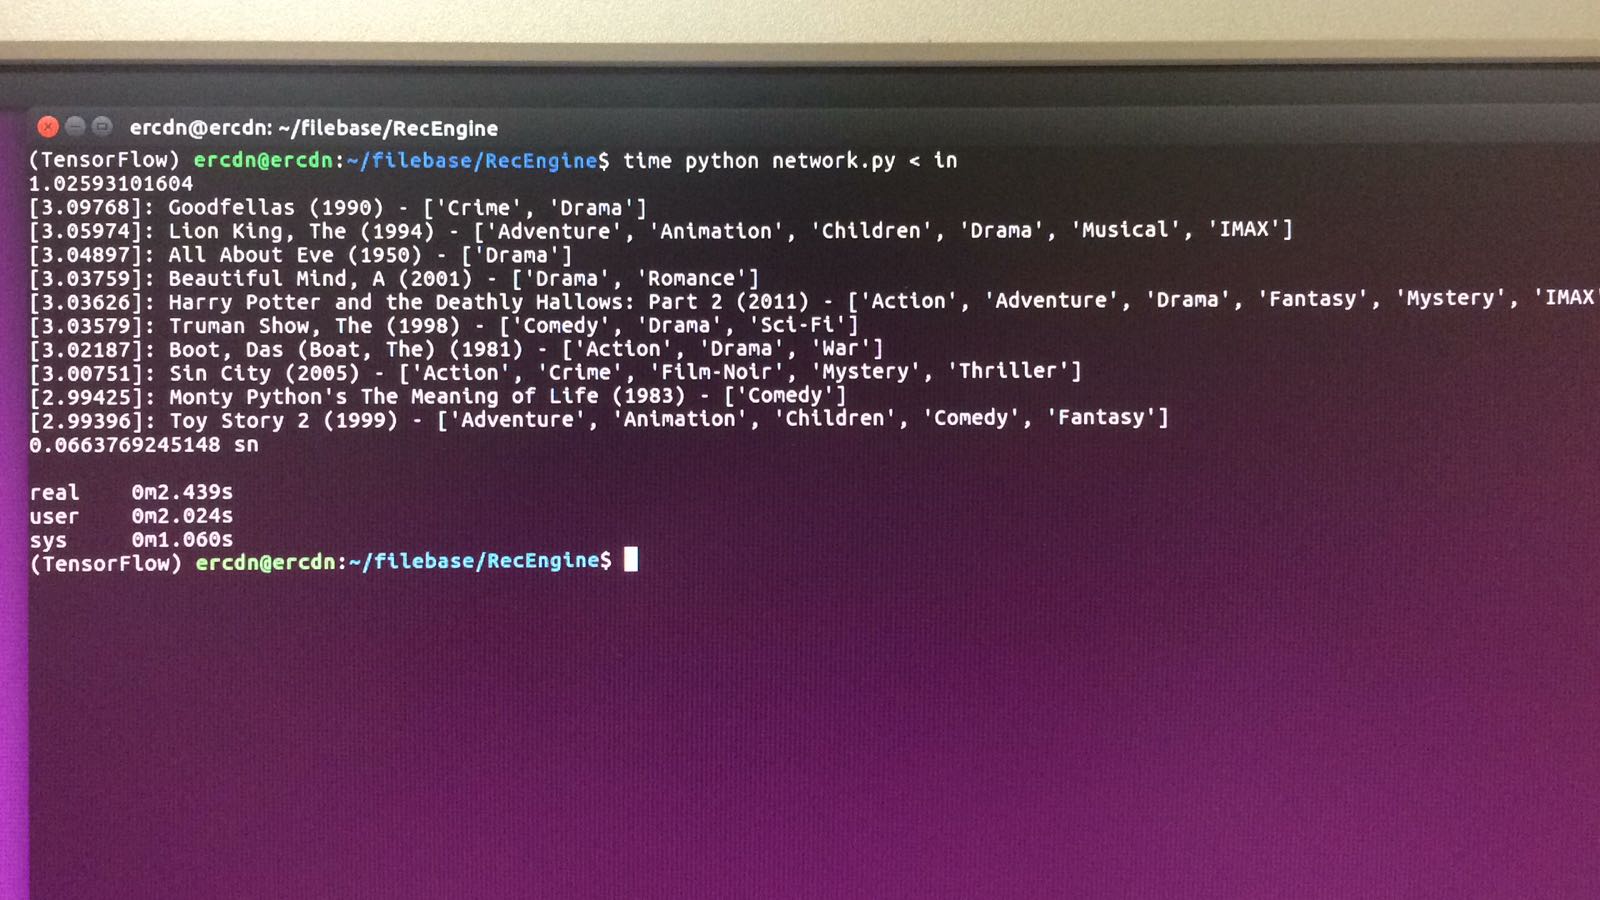 ercdn@ercdn: ~/filebase/RecEngine
(TensorFlow) ercdn@ercdn:~/filebase/RecEngine$ time python network.py < in
1.02593101604
[3.09768]: Goodfellas (1990) - ['Crime', 'Drama']
[3.05974]: Lion King, The (1994) - ['Adventure', 'Animation', 'Children', 'Drama', 'Musical', 'IMAX']
[3.04897]: All About Eve (1950) - ['Drama']
[3.03759]: Beautiful Mind, A (2001) - ['Drama', 'Romance']
[3.03626]: Harry Potter and the Deathly Hallows: Part 2 (2011) - ['Action', 'Adventure', 'Drama', 'Fantasy', 'Mystery', 'IMAX'
[3.03579]: Truman Show, The (1998) - ['Comedy', 'Drama', 'Sci-Fi']
[3.02187]: Boot, Das (Boat, The) (1981) - ['Action', 'Drama', 'War']
[3.00751]: Sin City (2005) - ['Action', 'Crime', 'Film-Noir', 'Mystery', 'Thriller']
[2.99425]: Monty Python's The Meaning of Life (1983) - ['Comedy']
[2.99396]: Toy Story 2 (1999) - ['Adventure', 'Animation', 'Children', 'Comedy', 'Fantasy']
0.0663769245148 sn
real 0m2.439s
user 0m2.024s
sys 0m1.060s
(TensorFlow) ercdn@ercdn:~/filebase/RecEngine$